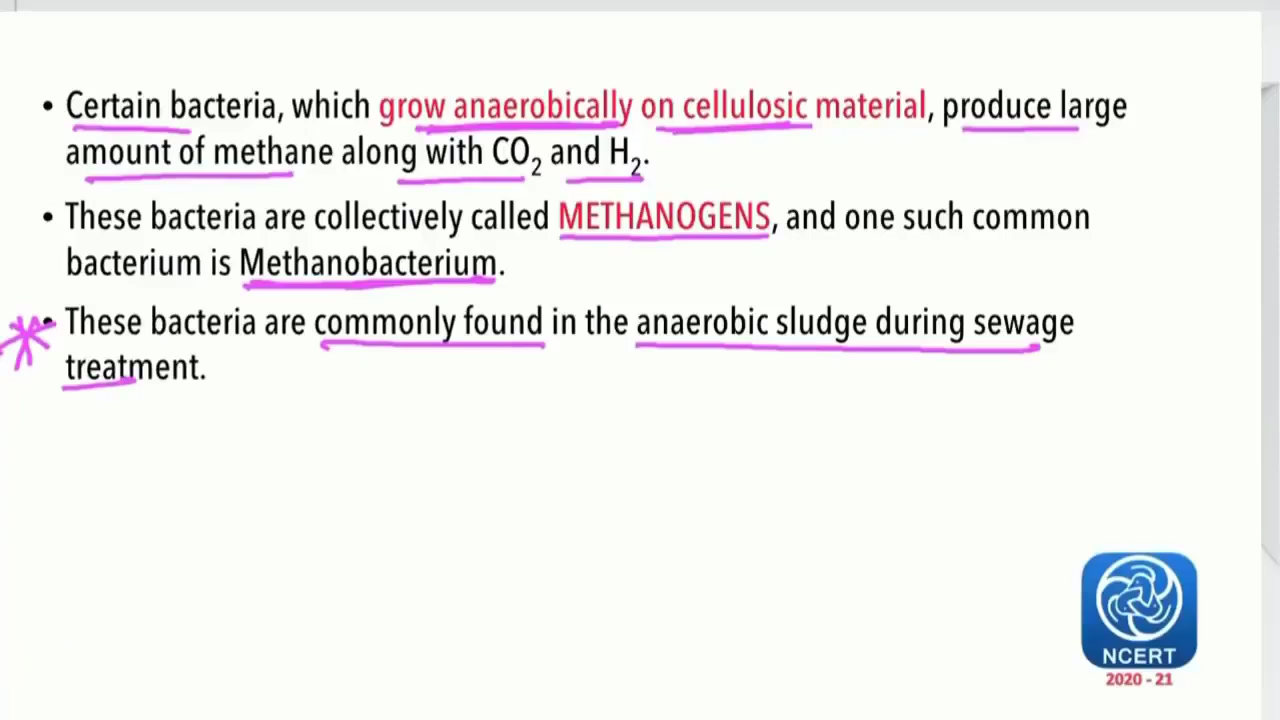 • Certain bacteria, which grow anaerobically on cellulosic material, produce large
amount of methane along with CO₂ and H₂.
• These bacteria are collectively called METHANOGENS, and one such common
bacterium is Methanobacterium.
• These bacteria are commonly found in the anaerobic sludge during sewage
treatment.
NCERT
2020 - 21